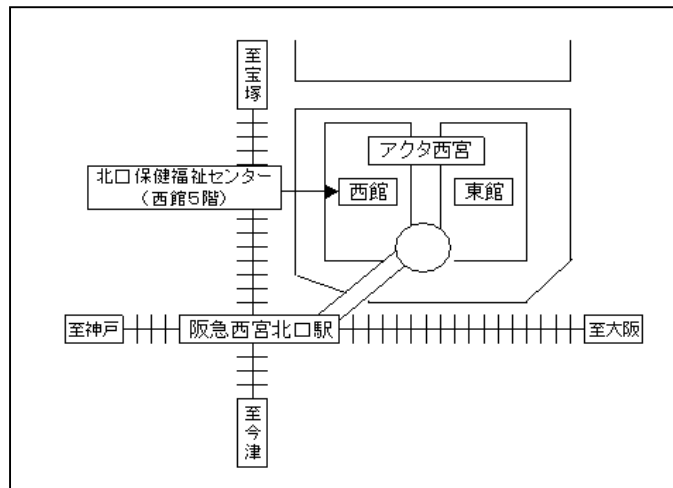 至宝塚
アクタ西宮
北口保健福祉センター
（西館５階）
西館
東館
至神戸
阪急西宮北口駅
至大阪
至今津